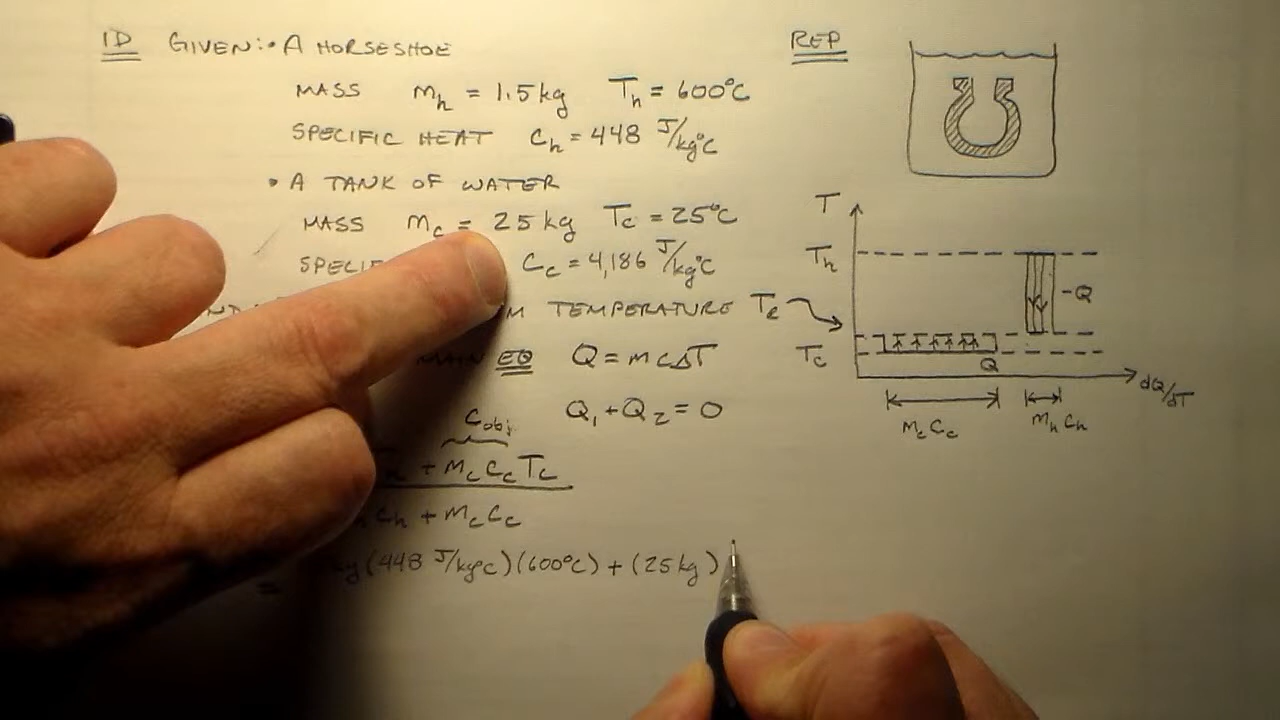 ID GIVEN: • A HORSESHOE
MASS m_h = 1.5 kg T_h = 600°C
SPECIFIC HEAT C_h = 448 J/kg°C
• A TANK OF WATER
MASS m_c = 25 kg T_c = 25°C
C_c = 4,186 J/kg°C
TEMPERATURE
EQ Q = mcΔT
Q_1 + Q_2 = 0
C_obj
+ m_c C_c T_c
C_h + m_c C_c
= (448 J/kg°C)(600°C) + (25 kg)
REP
T
T_h
-Q
T_e
T_c
Q
dQ/dT
m_c C_c
m_h C_h